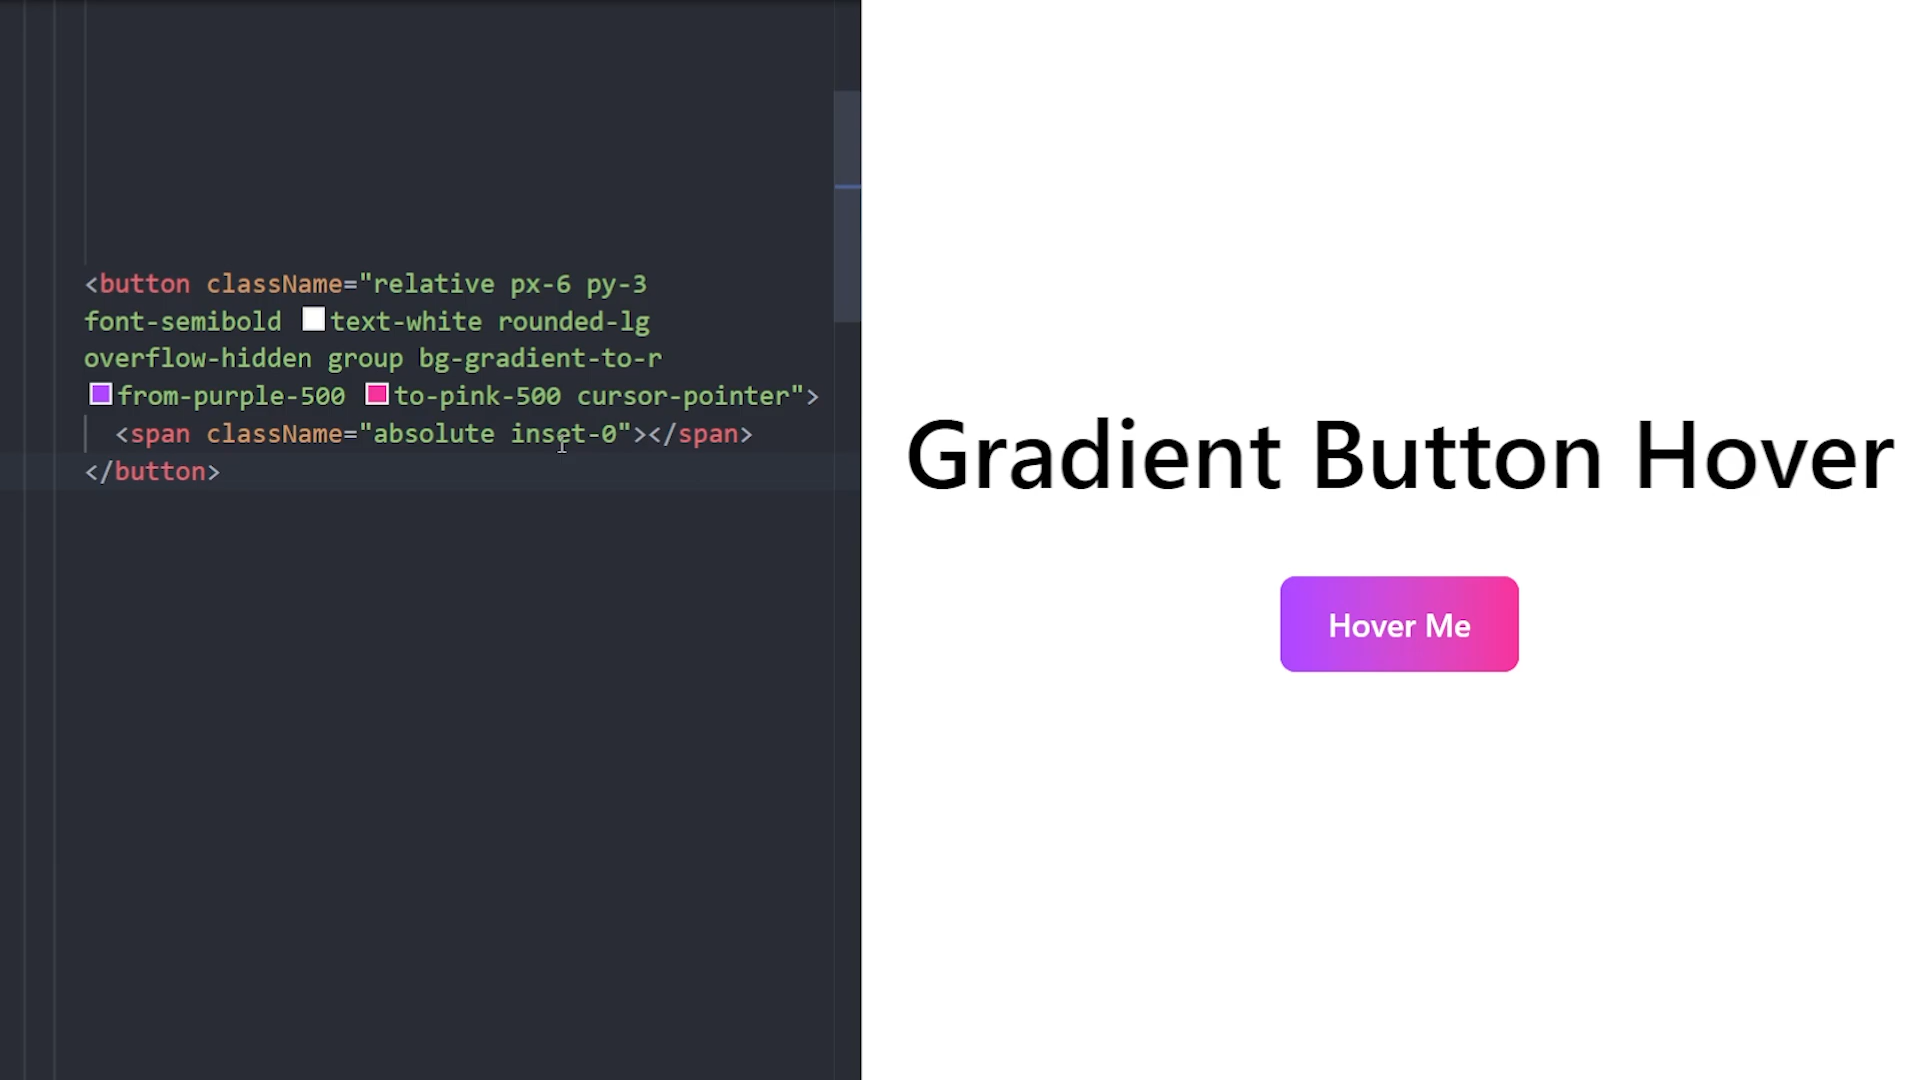 <button className="relative px-6 py-3
font-semibold text-white rounded-lg
overflow-hidden group bg-gradient-to-r
from-purple-500 to-pink-500 cursor-pointer">
<span className="absolute inset-0"></span>
</button>
Gradient Button Hover
Hover Me